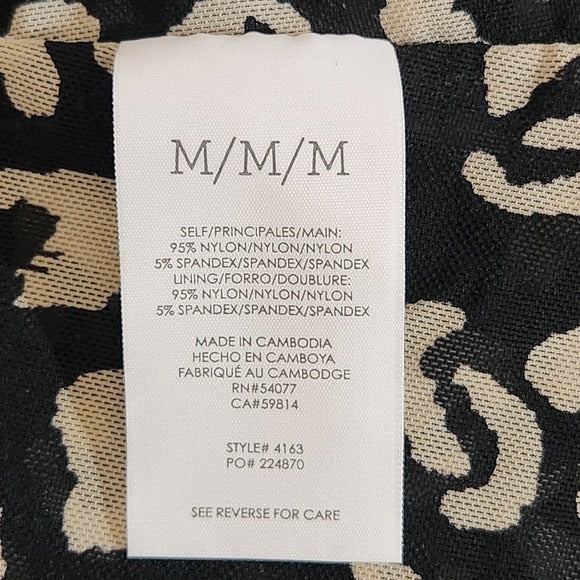 M/M/M
SELF/PRINCIPALES/MAIN:
95% NYLON/NYLON/NYLON
5% SPANDEX/SPANDEX/SPANDEX
LINING/FORRO/DOUBLURE:
95% NYLON/NYLON/NYLON
5% SPANDEX/SPANDEX/SPANDEX
MADE IN CAMBODIA
HECHO EN CAMBOYA
FABRIQUÉ AU CAMBODGE
RN#54077
CA#59814
STYLE# 4163
PO# 224870
SEE REVERSE FOR CARE